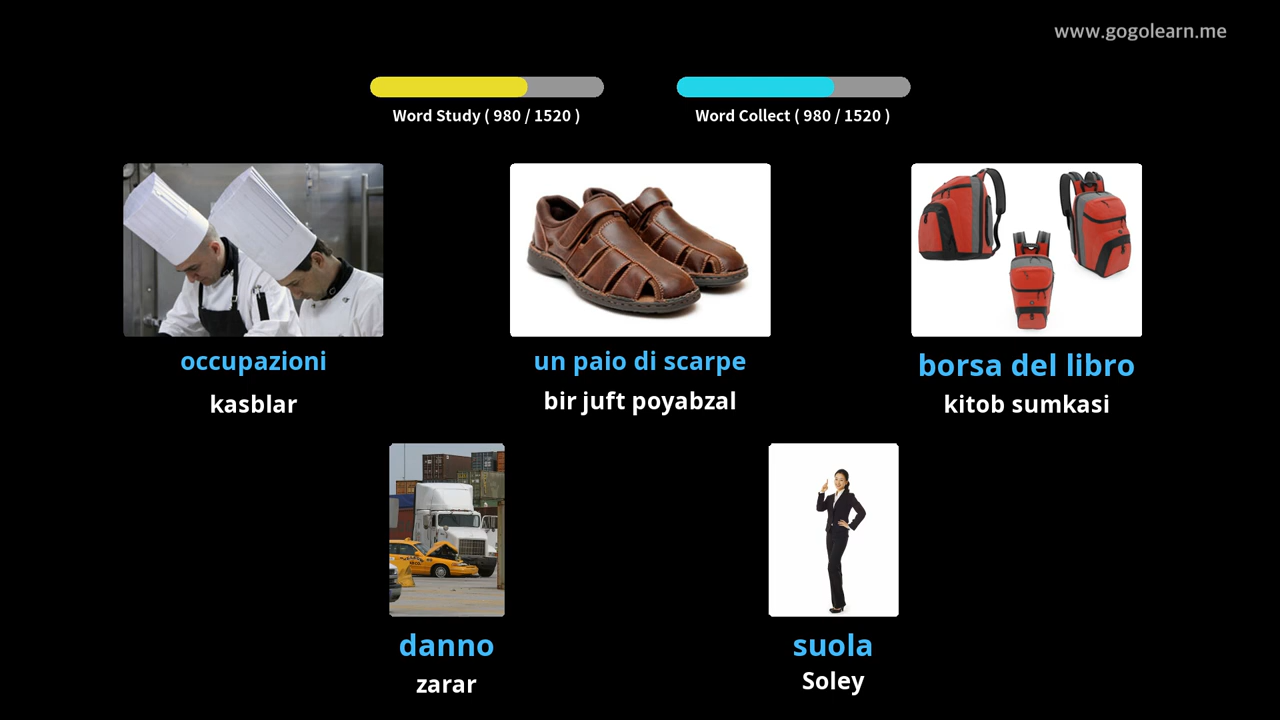 www.gogolearn.me
Word Study ( 980 / 1520 )
Word Collect ( 980 / 1520 )
occupazioni
kasblar
un paio di scarpe
bir juft poyabzal
borsa del libro
kitob sumkasi
danno
zarar
suola
Soley